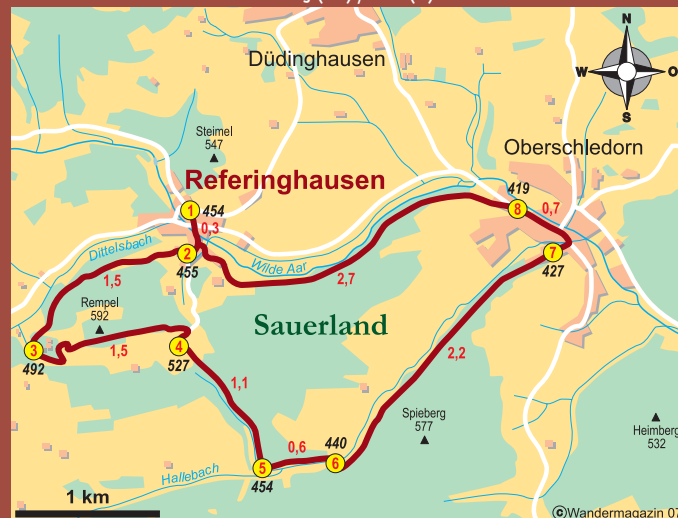 Düdinghausen
N
W
O
S
Steimel
547
Oberschledorn
Referinghausen
1
454
419
8
0,7
0,3
Dittelsbach
2
455
Wilde Aar
7
427
1,5
2,7
Rempel
592
Sauerland
3
492
1,5
4
527
2,2
1,1
Spieberg
577
Heimberg
532
0,6
440
6
5
454
Hallebach
1 km
©Wandermagazin 07